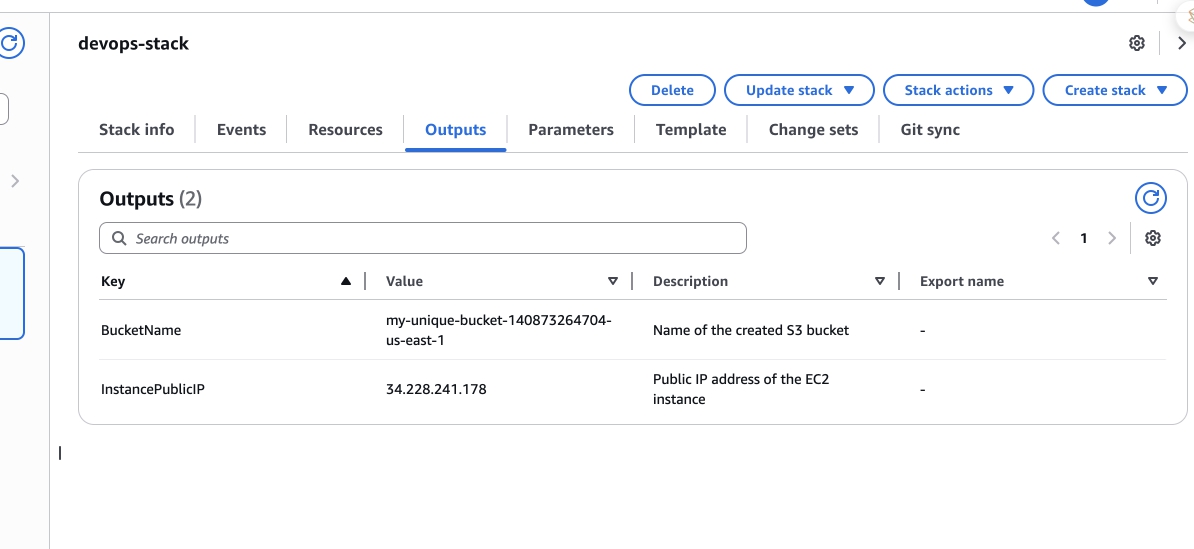 devops-stack
Delete
Update stack
Stack actions
Create stack
Stack info
Events
Resources
Outputs
Parameters
Template
Change sets
Git sync
Outputs (2)
Search outputs
1
Key
Value
Description
Export name
BucketName
my-unique-bucket-140873264704-
us-east-1
Name of the created S3 bucket
-
InstancePublicIP
34.228.241.178
Public IP address of the EC2
instance
-